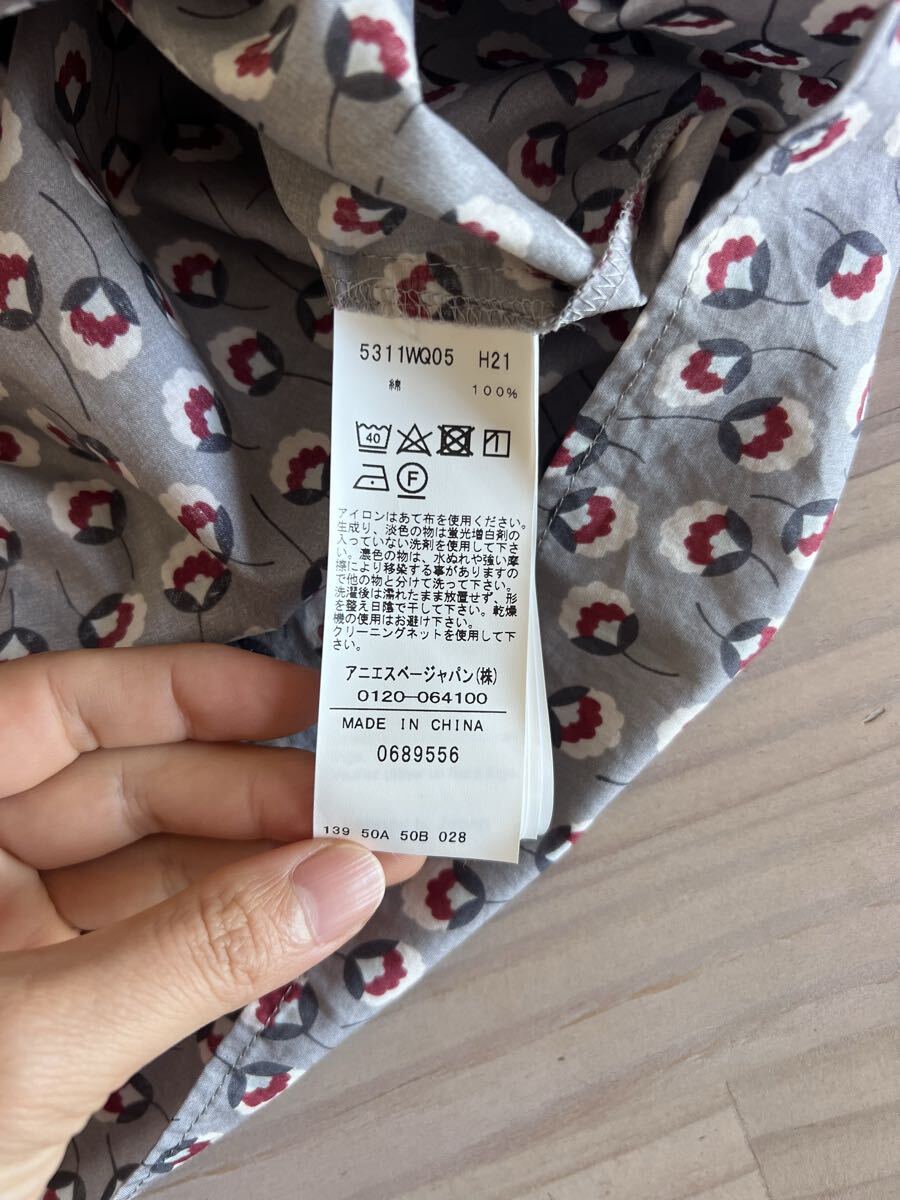 5311WQ05 H21
綿 100%
40
F
アイロンはあて布を使用ください。
生成り、淡色の物は蛍光増白剤の
入っていない洗剤を使用して下さ
い。濃色の物は、水ぬれや強い摩
擦により移染する事がありますの
で他の物と分けて洗って下さい。
洗濯後は濡れたまま放置せず、形
を整え日陰で干して下さい。乾燥
機の使用はお避け下さい。
クリーニングネットを使用して下
さい。
アニエスベージャパン(株)
0120-064100
MADE IN CHINA
0689556
139 50A 50B 028